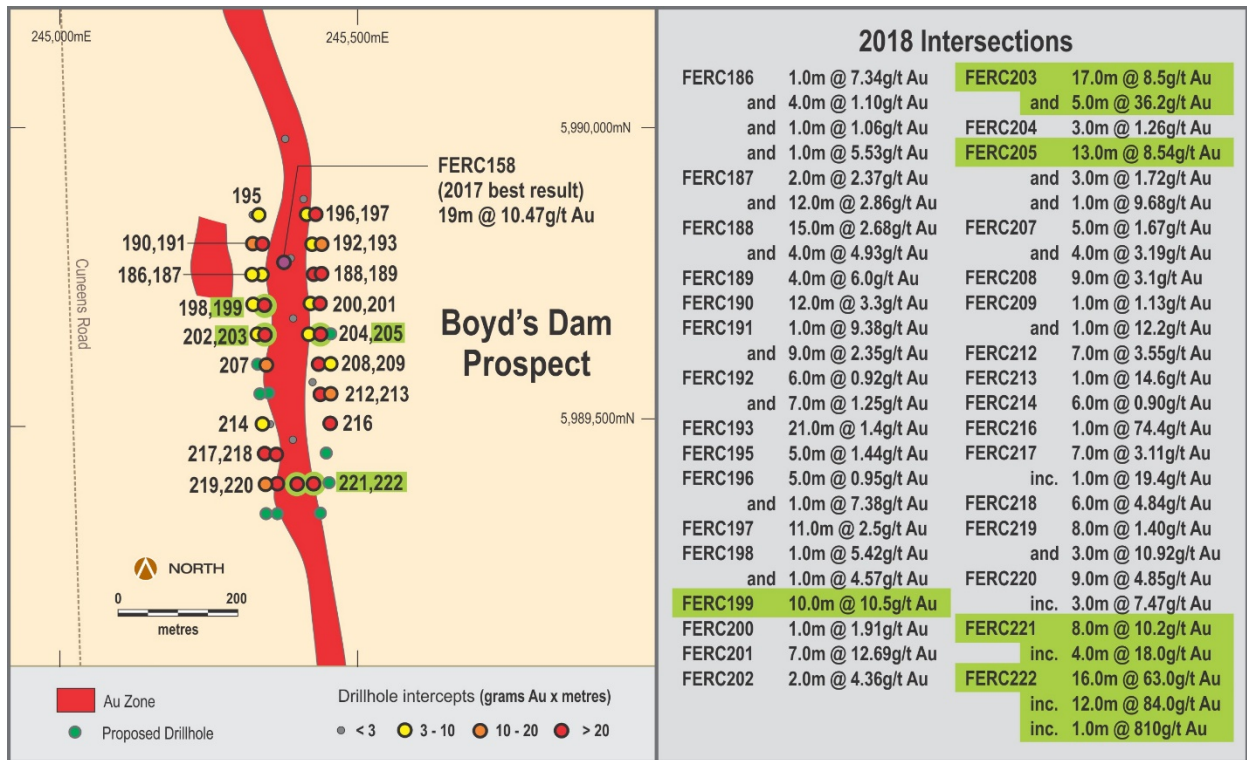 245,000mE
245,500mE
5,990,000mN
FERC158
(2017 best result)
19m @ 10.47g/t Au
195
196,197
190,191
192,193
186,187
188,189
198,199
200,201
202,203
204,205
207
208,209
212,213
214
216
217,218
219,220
221,222
Boyd's Dam
Prospect
5,989,500mN
Cuneens Road
NORTH
0
200
metres
Au Zone
Proposed Drillhole
Drillhole intercepts (grams Au x metres)
< 3
3 - 10
10 - 20
> 20
2018 Intersections
FERC186 1.0m @ 7.34g/t Au
and 4.0m @ 1.10g/t Au
and 1.0m @ 1.06g/t Au
and 1.0m @ 5.53g/t Au
FERC187 2.0m @ 2.37g/t Au
and 12.0m @ 2.86g/t Au
FERC188 15.0m @ 2.68g/t Au
and 4.0m @ 4.93g/t Au
FERC189 4.0m @ 6.0g/t Au
FERC190 12.0m @ 3.3g/t Au
FERC191 1.0m @ 9.38g/t Au
and 9.0m @ 2.35g/t Au
FERC192 6.0m @ 0.92g/t Au
and 7.0m @ 1.25g/t Au
FERC193 21.0m @ 1.4g/t Au
FERC195 5.0m @ 1.44g/t Au
FERC196 5.0m @ 0.95g/t Au
and 1.0m @ 7.38g/t Au
FERC197 11.0m @ 2.5g/t Au
FERC198 1.0m @ 5.42g/t Au
and 1.0m @ 4.57g/t Au
FERC199 10.0m @ 10.5g/t Au
FERC200 1.0m @ 1.91g/t Au
FERC201 7.0m @ 12.69g/t Au
FERC202 2.0m @ 4.36g/t Au
FERC203 17.0m @ 8.5g/t Au
and 5.0m @ 36.2g/t Au
FERC204 3.0m @ 1.26g/t Au
FERC205 13.0m @ 8.54g/t Au
and 3.0m @ 1.72g/t Au
and 1.0m @ 9.68g/t Au
FERC207 5.0m @ 1.67g/t Au
and 4.0m @ 3.19g/t Au
FERC208 9.0m @ 3.1g/t Au
FERC209 1.0m @ 1.13g/t Au
and 1.0m @ 12.2g/t Au
FERC212 7.0m @ 3.55g/t Au
FERC213 1.0m @ 14.6g/t Au
FERC214 6.0m @ 0.90g/t Au
FERC216 1.0m @ 74.4g/t Au
FERC217 7.0m @ 3.11g/t Au
inc. 1.0m @ 19.4g/t Au
FERC218 6.0m @ 4.84g/t Au
FERC219 8.0m @ 1.40g/t Au
and 3.0m @ 10.92g/t Au
FERC220 9.0m @ 4.85g/t Au
inc. 3.0m @ 7.47g/t Au
FERC221 8.0m @ 10.2g/t Au
inc. 4.0m @ 18.0g/t Au
FERC222 16.0m @ 63.0g/t Au
inc. 12.0m @ 84.0g/t Au
inc. 1.0m @ 810g/t Au